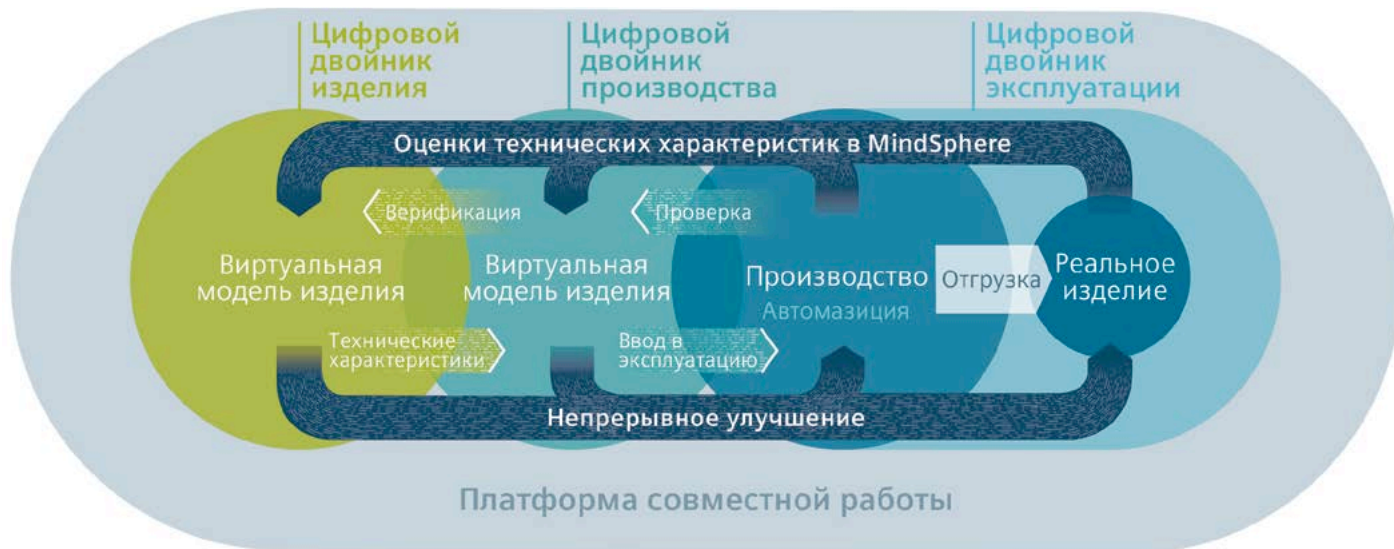 Цифровой
двойник
изделия
Цифровой
двойник
производства
Цифровой
двойник
эксплуатации
Оценки технических характеристик в MindSphere
Верификация
Проверка
Виртуальная
модель изделия
Виртуальная
модель изделия
Производство
Автомазиция
Отгрузка
Реальное
изделие
Технические
характеристики
Ввод в
эксплуатацию
Непрерывное улучшение
Платформа совместной работы